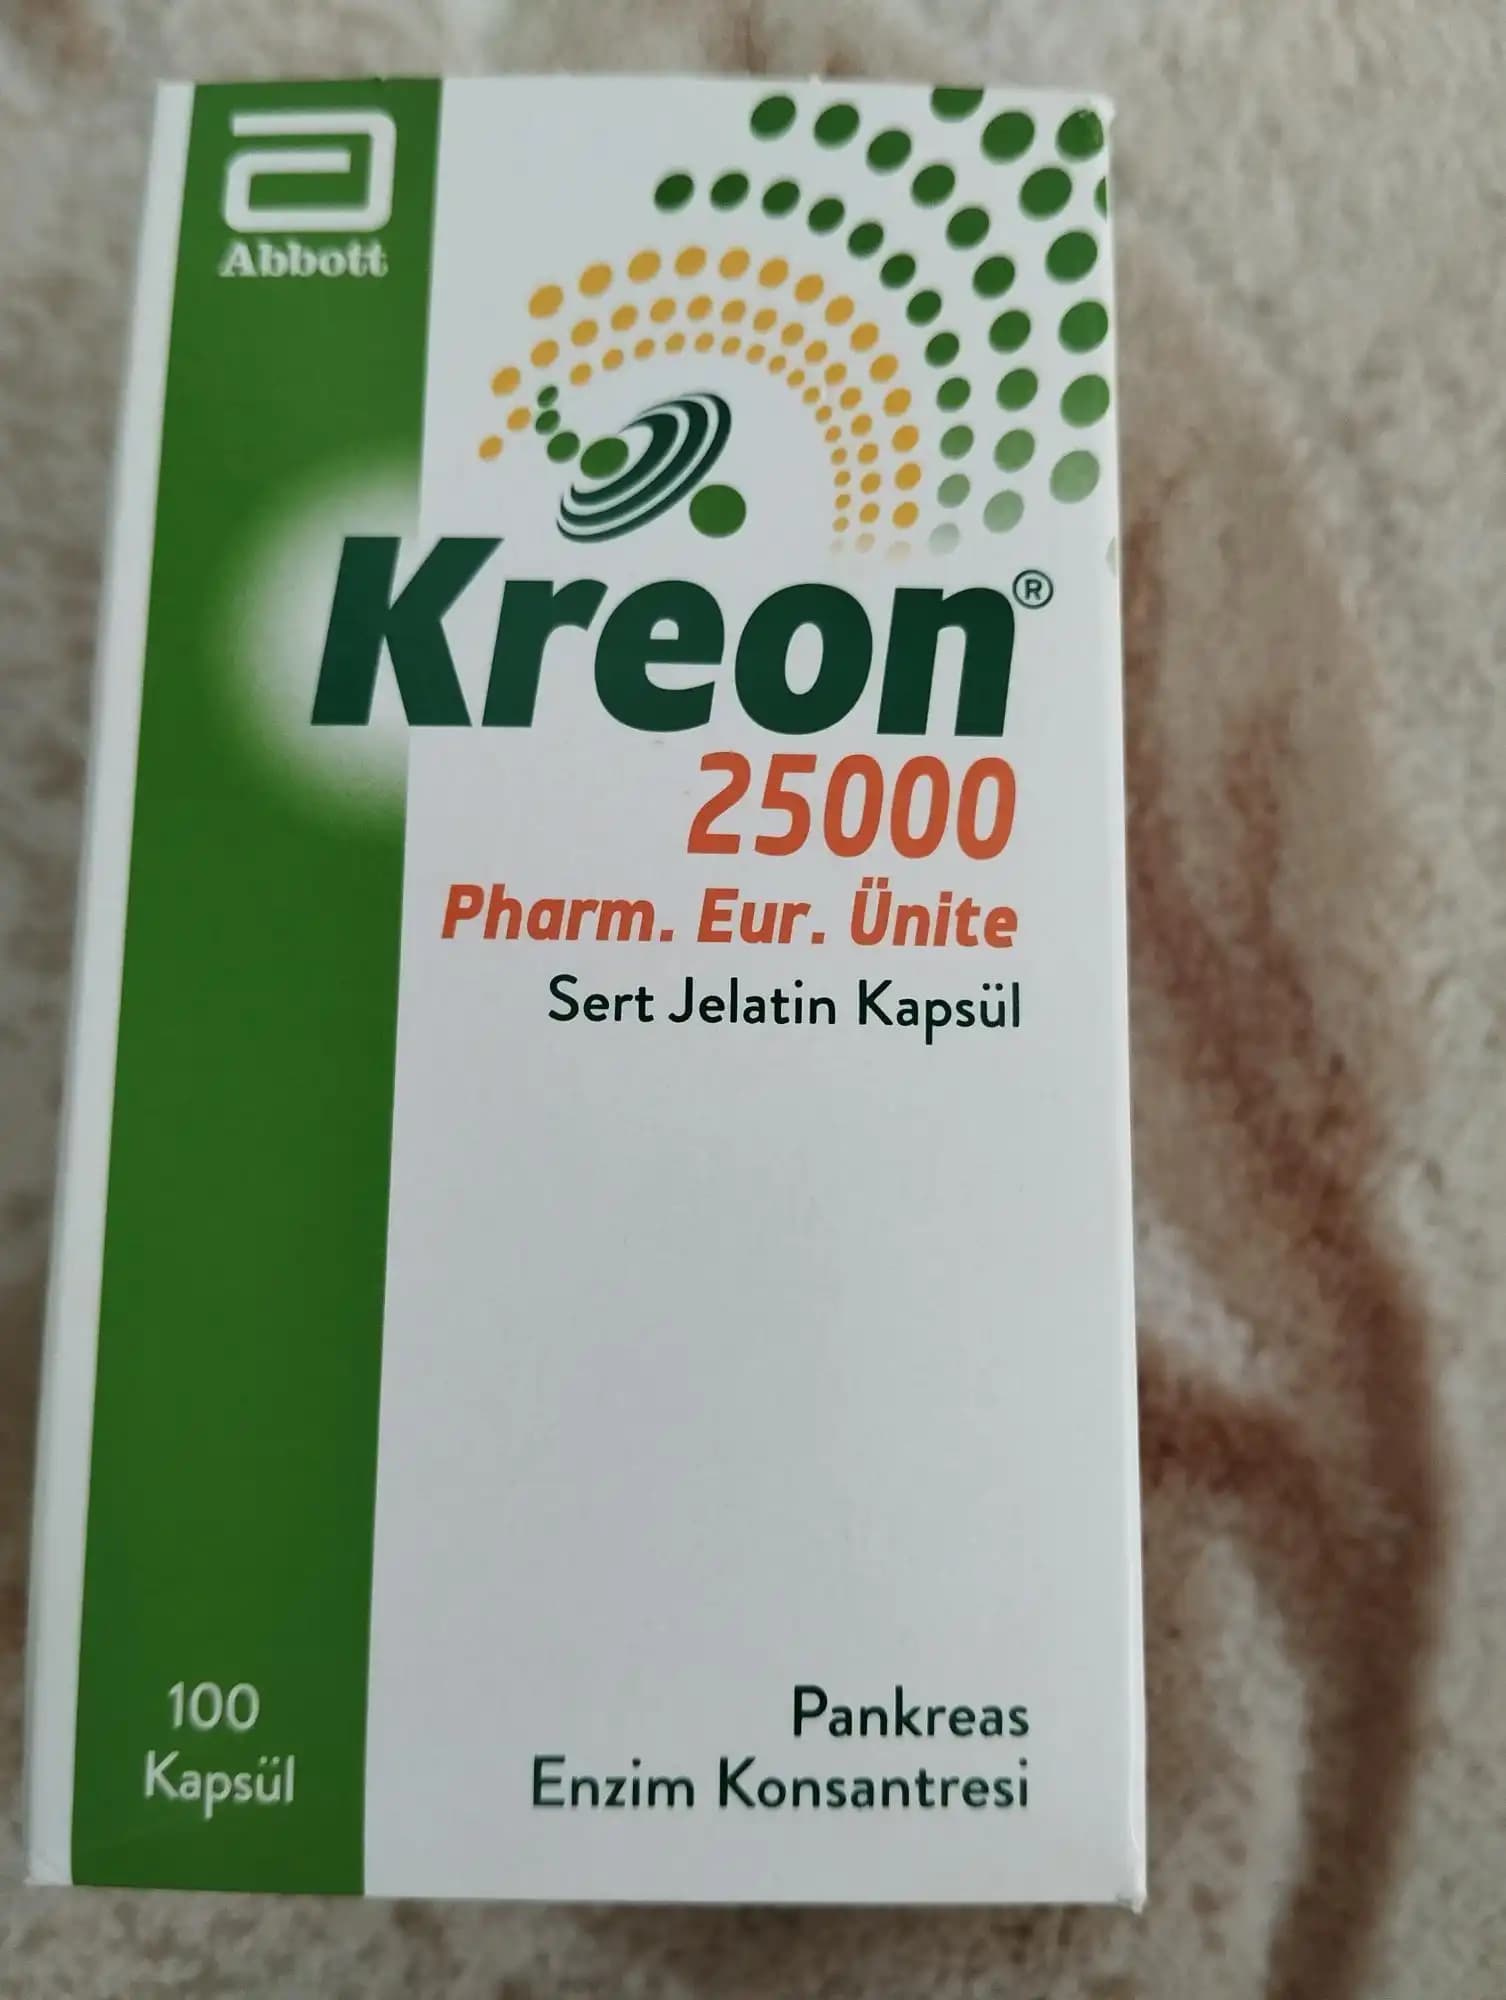 Abbott
Kreon®
25000
Pharm. Eur. Ünite
Sert Jelatin Kapsül
100
Kapsül
Pankreas
Enzim Konsantresi